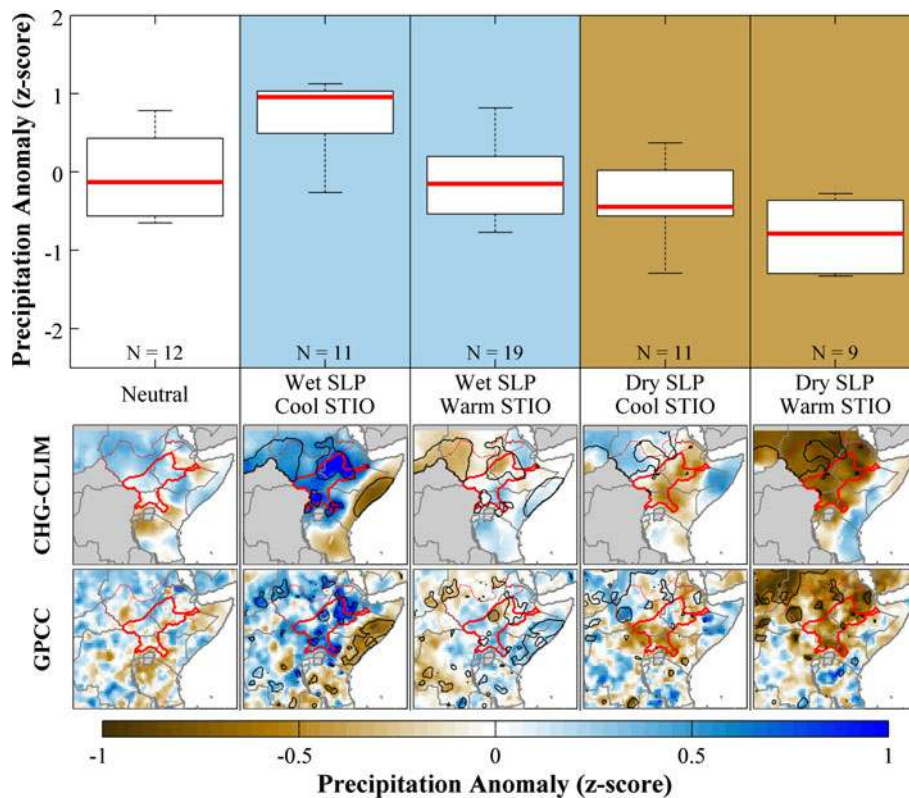 Precipitation Anomaly (z-score)
2
1
0
-1
-2
N = 12
N = 11
N = 19
N = 11
N = 9
Neutral
Wet SLP
Cool STIO
Wet SLP
Warm STIO
Dry SLP
Cool STIO
Dry SLP
Warm STIO
CHG-CLIM
GPCC
-1
-0.5
0
0.5
1
Precipitation Anomaly (z-score)